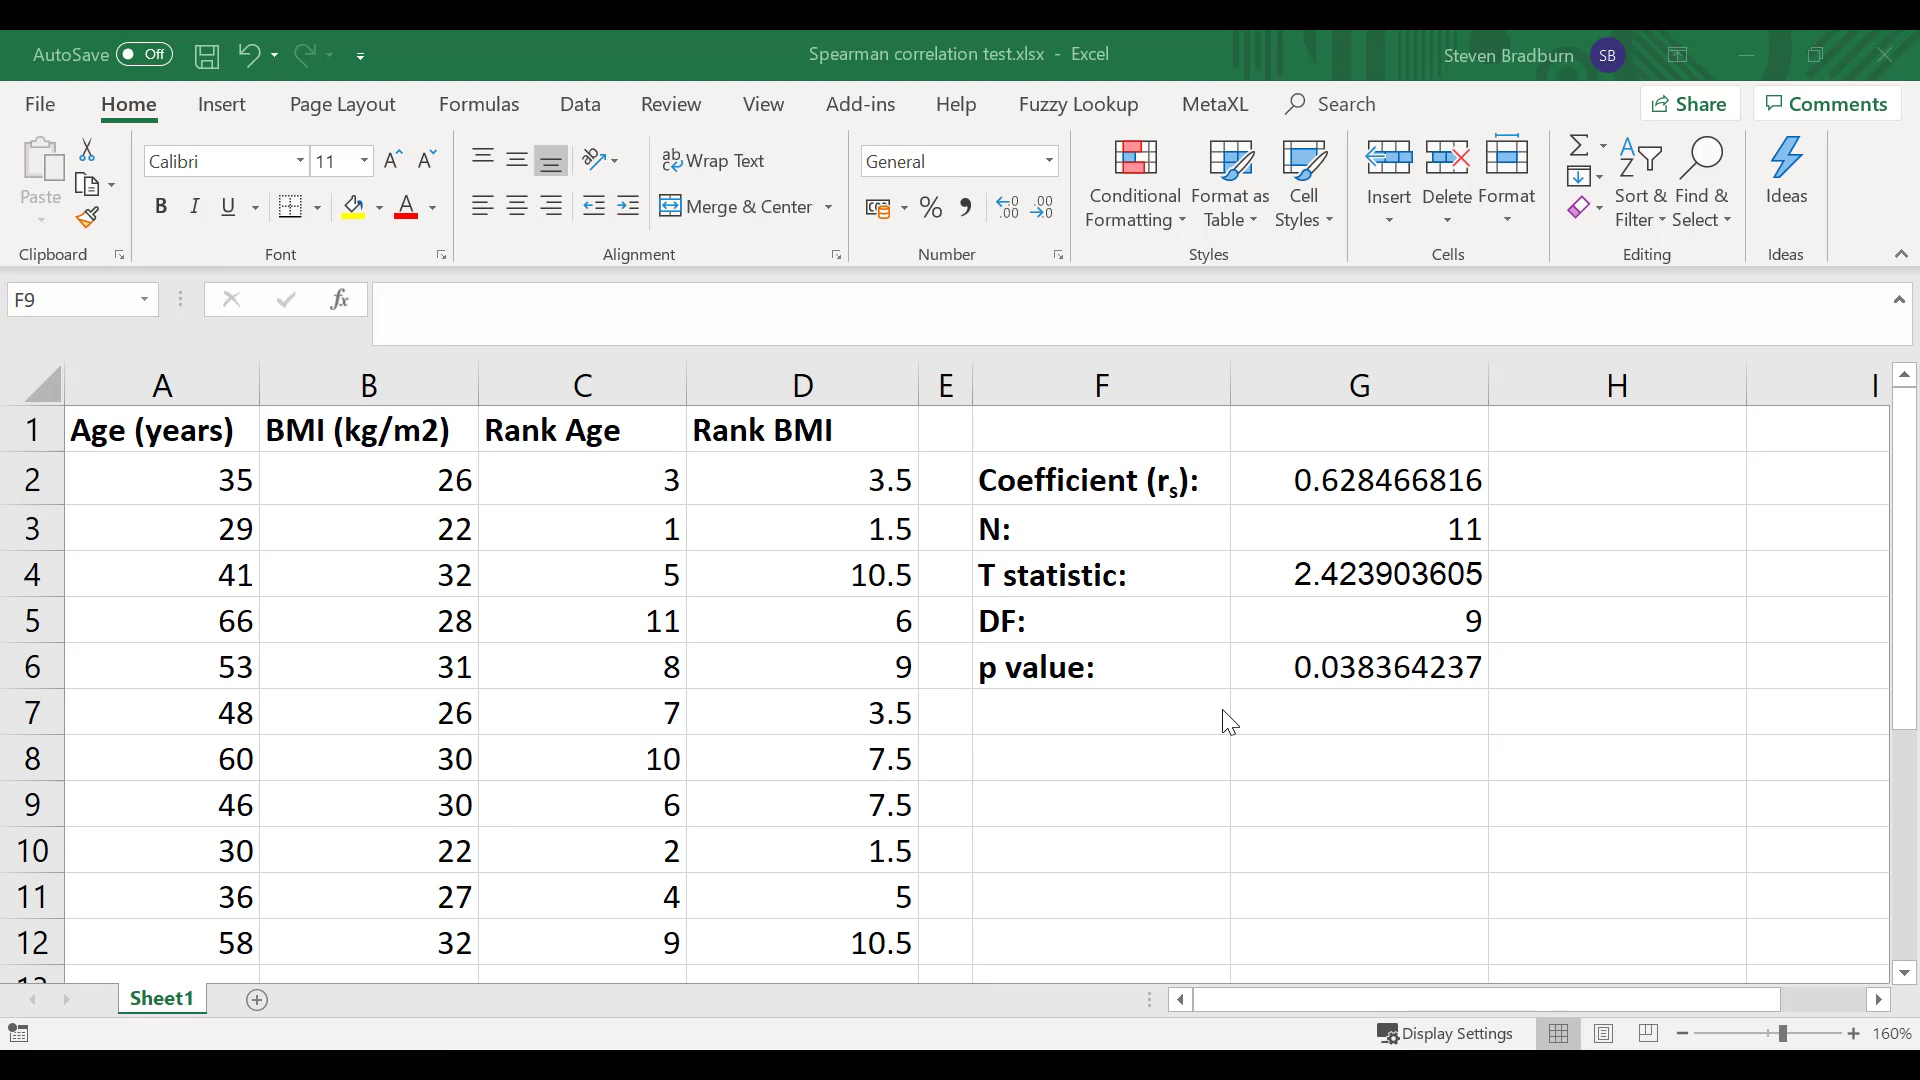 AutoSave Off Spearman correlation test.xlsx - Excel Steven Bradburn SB
File Home Insert Page Layout Formulas Data Review View Add-ins Help Fuzzy Lookup MetaXL Search Share Comments
Paste Calibri 11 Wrap Text General Conditional Formatting Format as Table Cell Styles Insert Delete Format Sort & Filter Find & Select Ideas
B I U A Merge & Center %
Clipboard Font Alignment Number Styles Cells Editing Ideas
F9 fx
A B C D E F G H I
1 Age (years) BMI (kg/m2) Rank Age Rank BMI
2 35 26 3 3.5 Coefficient (rs): 0.628466816
3 29 22 1 1.5 N: 11
4 41 32 5 10.5 T statistic: 2.423903605
5 66 28 11 6 DF: 9
6 53 31 8 9 p value: 0.038364237
7 48 26 7 3.5
8 60 30 10 7.5
9 46 30 6 7.5
10 30 22 2 1.5
11 36 27 4 5
12 58 32 9 10.5
Sheet1
Display Settings 160%